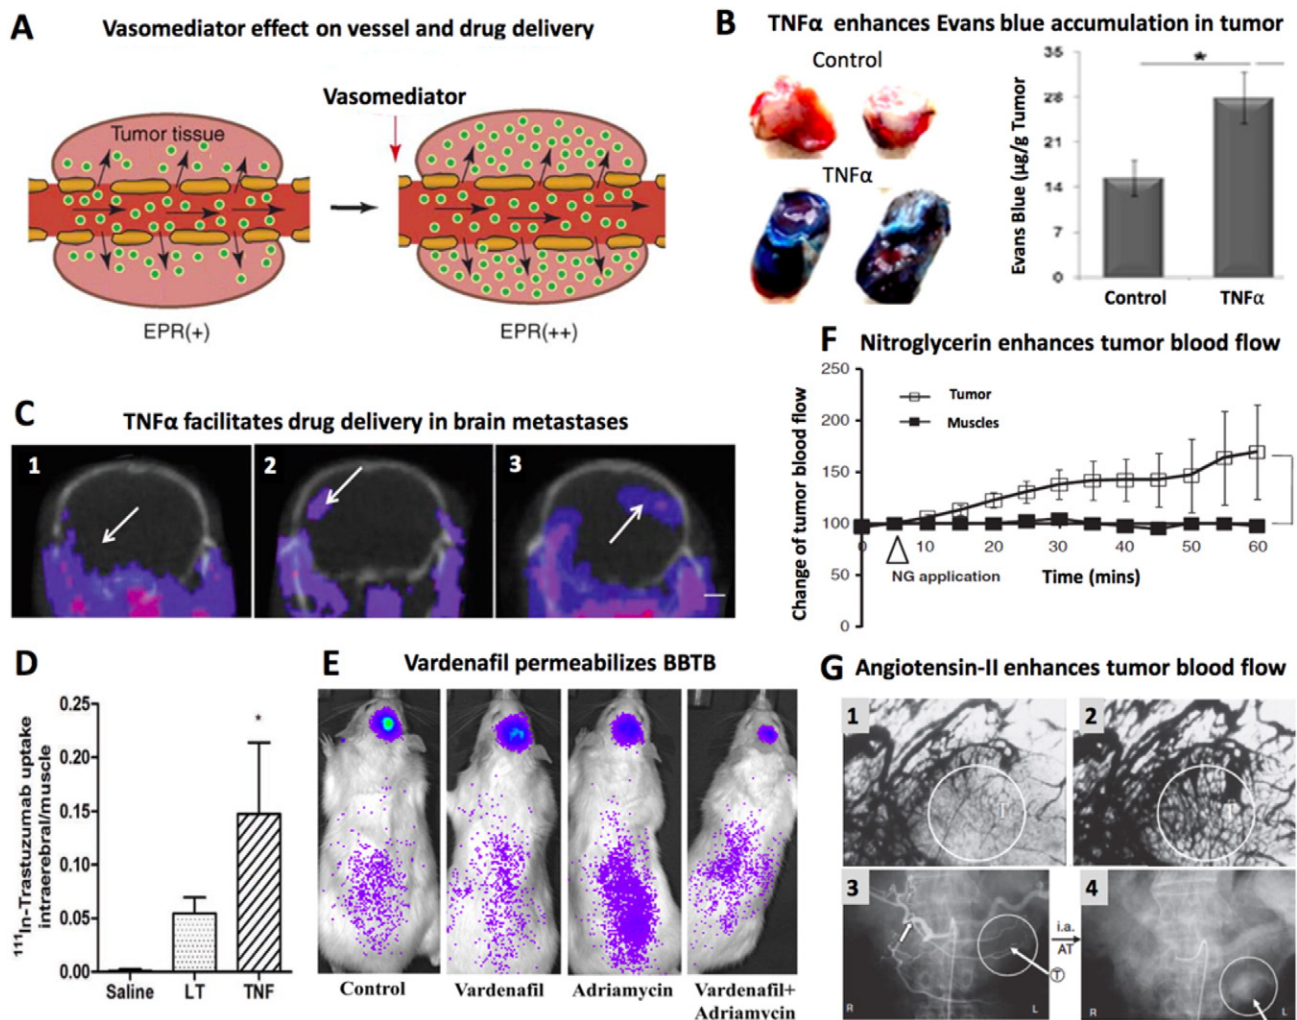 A
Vasomediator effect on vessel and drug delivery
Vasomediator
Tumor tissue
EPR(+)
EPR(++)
B
TNFα enhances Evans blue accumulation in tumor
Control
TNFα
Evans Blue (µg/g Tumor
35
28
21
14
7
0
*
Control
TNFα
C
TNFα facilitates drug delivery in brain metastases
1
2
3
D
111In-Trastuzumab uptake
intraerebral/muscle
0.25
0.20
0.15
0.10
0.05
0.00
*
Saline
LT
TNF
E
Vardenafil permeabilizes BBTB
Control
Vardenafil
Adriamycin
Vardenafil+
Adriamycin
F
Nitroglycerin enhances tumor blood flow
Change of tumor blood flow
250
200
150
100
50
0
Tumor
Muscles
0
10
20
30
40
50
60
NG application
Time (mins)
G
Angiotensin-II enhances tumor blood flow
1
T
2
T
3
R
L
i.a.
AT
T
4
R
L